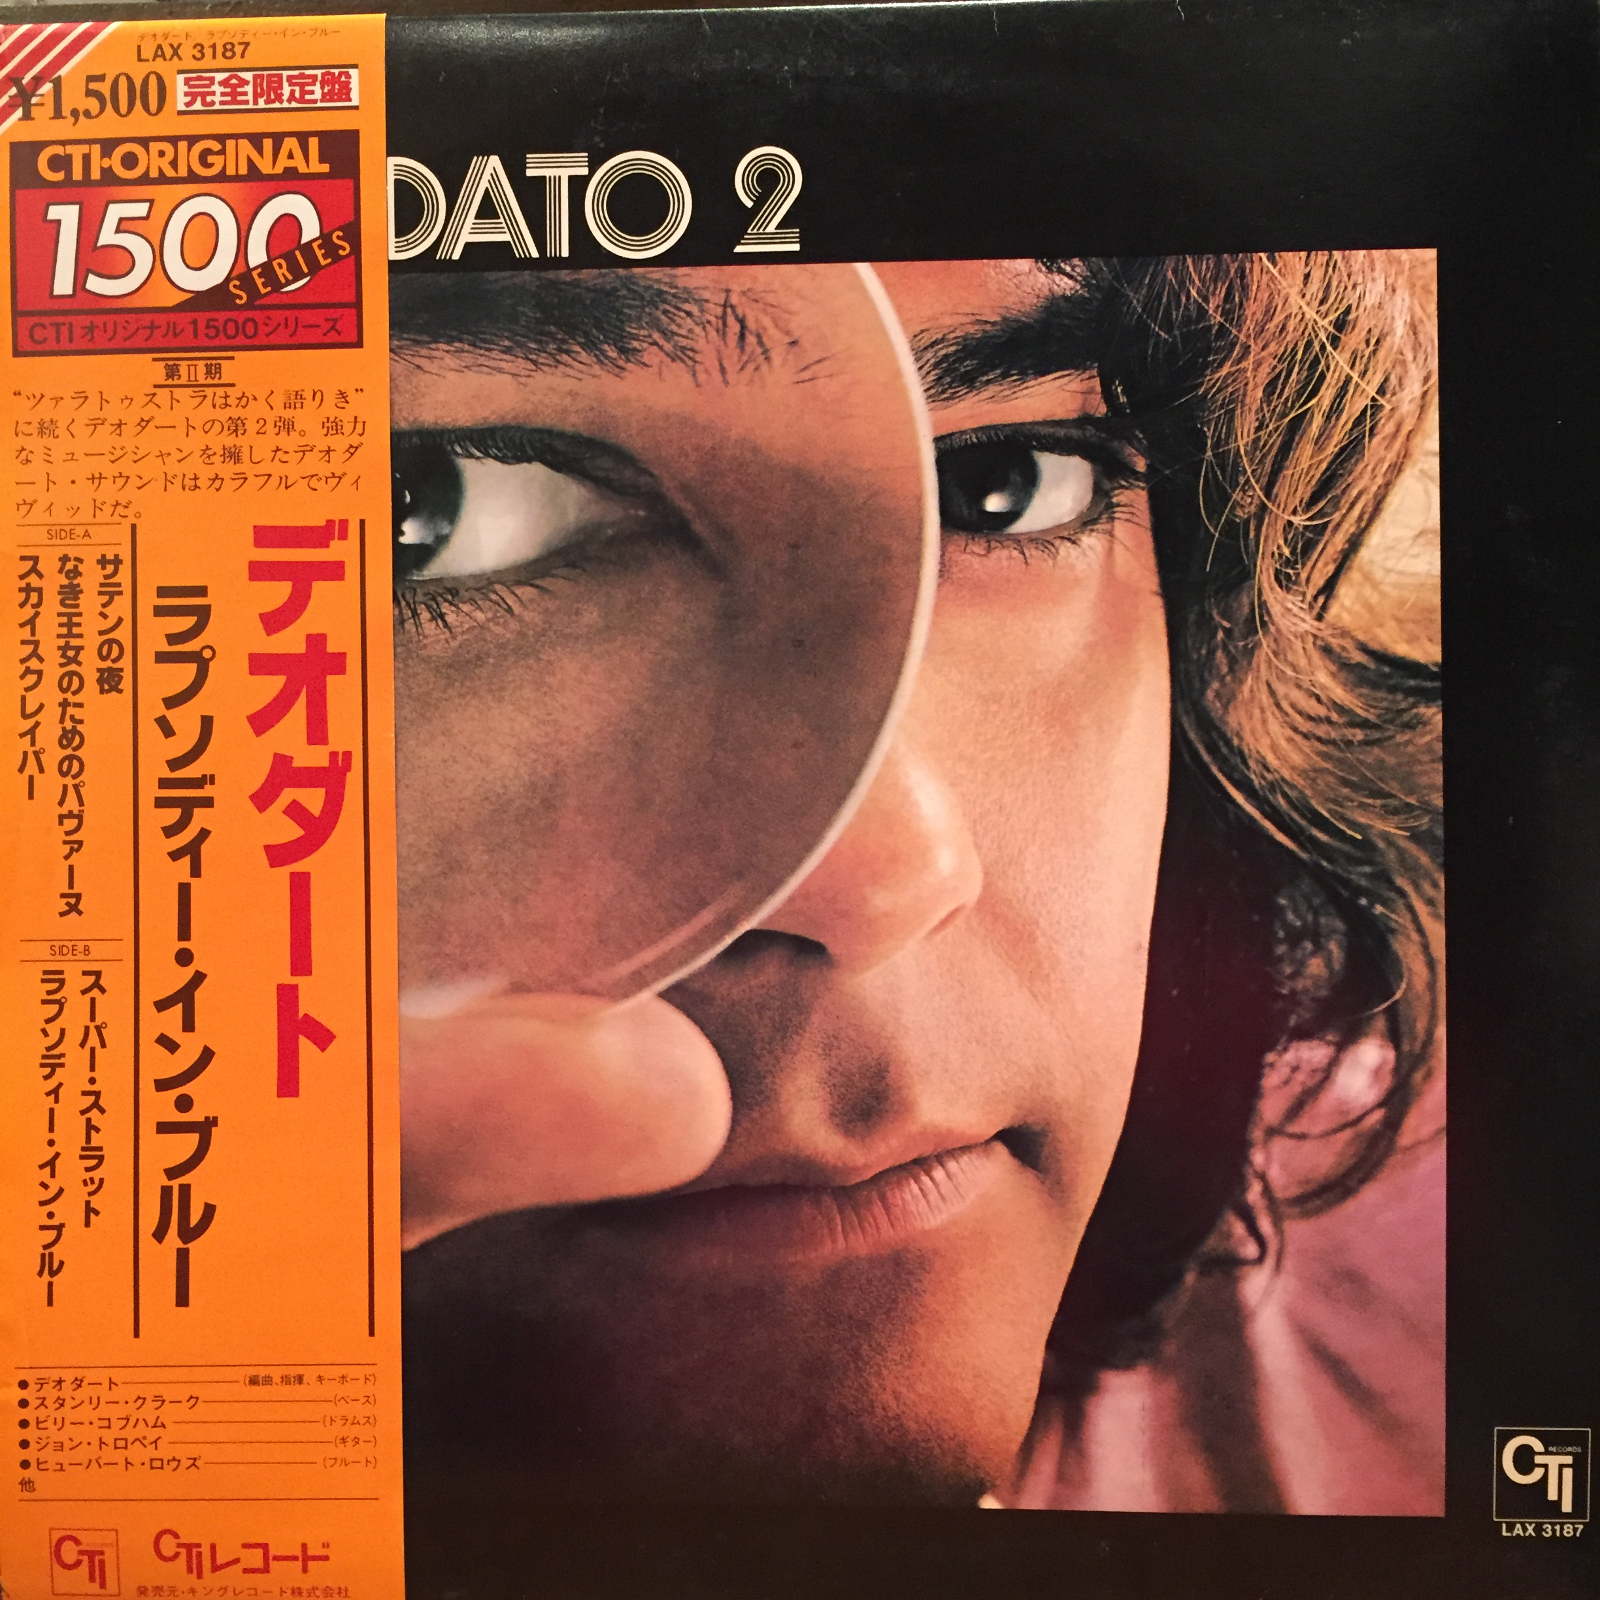 デオダート、ラプソディー・イン・ブルー
LAX 3187
¥1,500 完全限定盤
CTI・ORIGINAL
1500
SERIES
CTIオリジナル1500シリーズ
第Ⅱ期
“ツァラトゥストラはかく語りき”
に続くデオダートの第2弾。強力
なミュージシャンを擁したデオダ
ート・サウンドはカラフルでヴィ
ヴィッドだ。
デオダート
ラプソディー・イン・ブルー
SIDE-A
サテンの夜
なき王女のためのパヴァーヌ
スカイスクレイパー
SIDE-B
スーパー・ストラット
ラプソディー・イン・ブルー
●デオダート(編曲、指揮、キーボード)
●スタンリー・クラーク(ベース)
●ビリー・コブハム(ドラムス)
●ジョン・トロペイ(ギター)
●ヒューバート・ロウズ(フルート)
他
CTI
CTIレコード
発売元・キングレコード株式会社
DATO 2
CTI RECORDS
LAX 3187